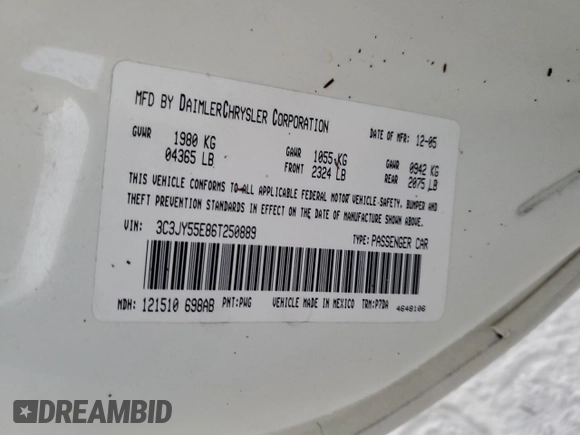 MFD BY DAIMLERCHRYSLER CORPORATION
DATE OF MFR: 12-05
GVWR 1980 KG
04365 LB
GAWR 1055 KG
FRONT 2324 LB
GAWR 0942 KG
REAR 2075 LB
THIS VEHICLE CONFORMS TO ALL APPLICABLE FEDERAL MOTOR VEHICLE SAFETY, BUMPER AND
THEFT PREVENTION STANDARDS IN EFFECT ON THE DATE OF MANUFACTURE SHOWN ABOVE.
VIN: 3C3JY55E86T250889
TYPE: PASSENGER CAR
MDH: 121510 698AB PNT: PWG VEHICLE MADE IN MEXICO TRM: P7DA 4648106
DREAMBID